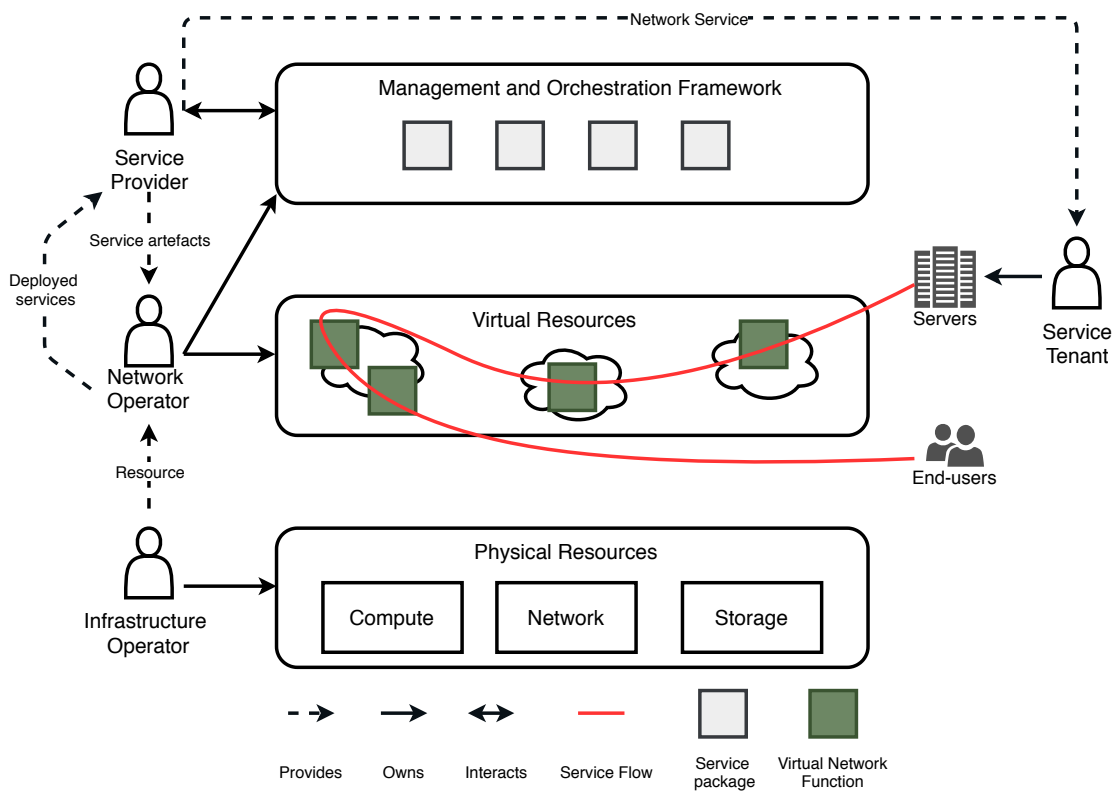 Network Service
Management and Orchestration Framework
Service
Provider
Service artefacts
Deployed
services
Network
Operator
Virtual Resources
Servers
Service
Tenant
Resource
End-users
Infrastructure
Operator
Physical Resources
Compute
Network
Storage
Provides
Owns
Interacts
Service Flow
Service
package
Virtual Network
Function